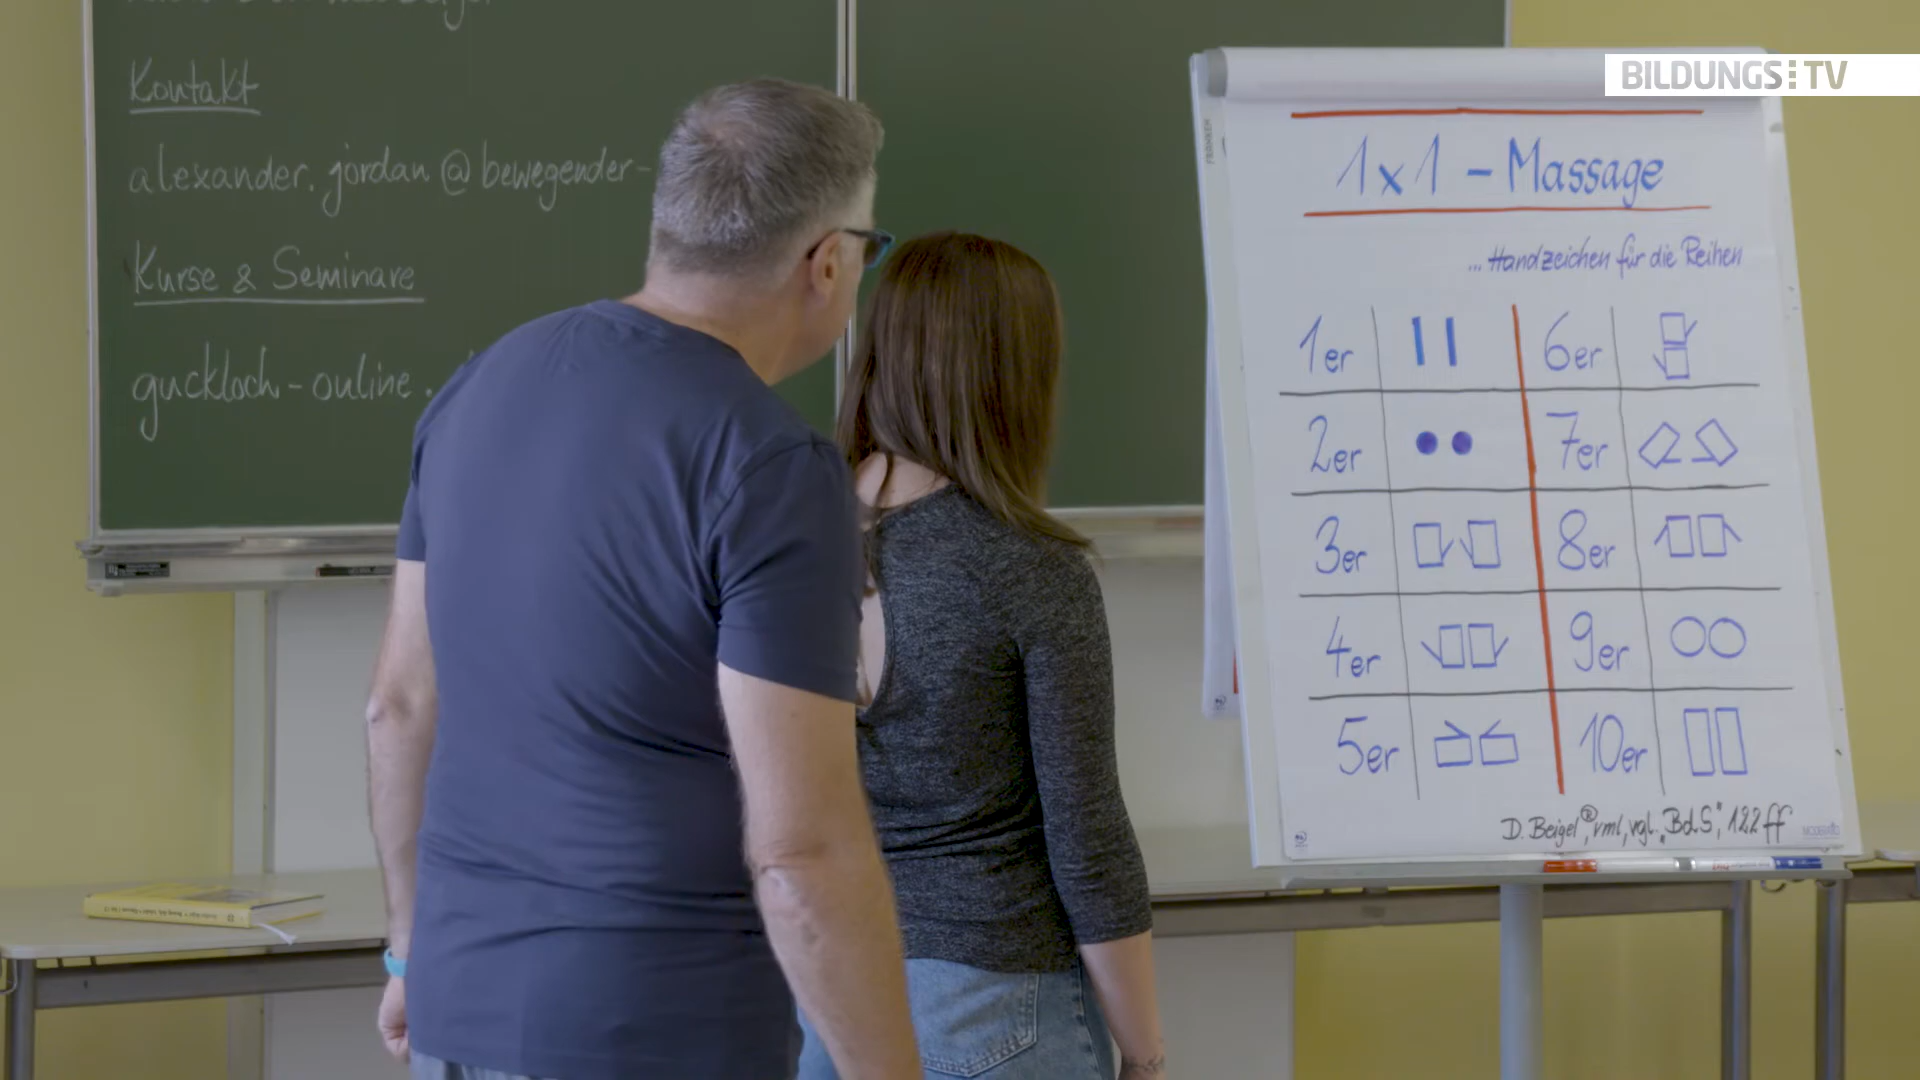 Kontakt
alexander.jordan@bewegender-
Kurse & Seminare
guckloch-online.
BILDUNGS:TV
1x1 - Massage
... Handzeichen für die Reihen
1er
6er
2er
7er
3er
8er
4er
9er
5er
10er
D. Beigel®, vml, vgl. „BdS", 122 ff